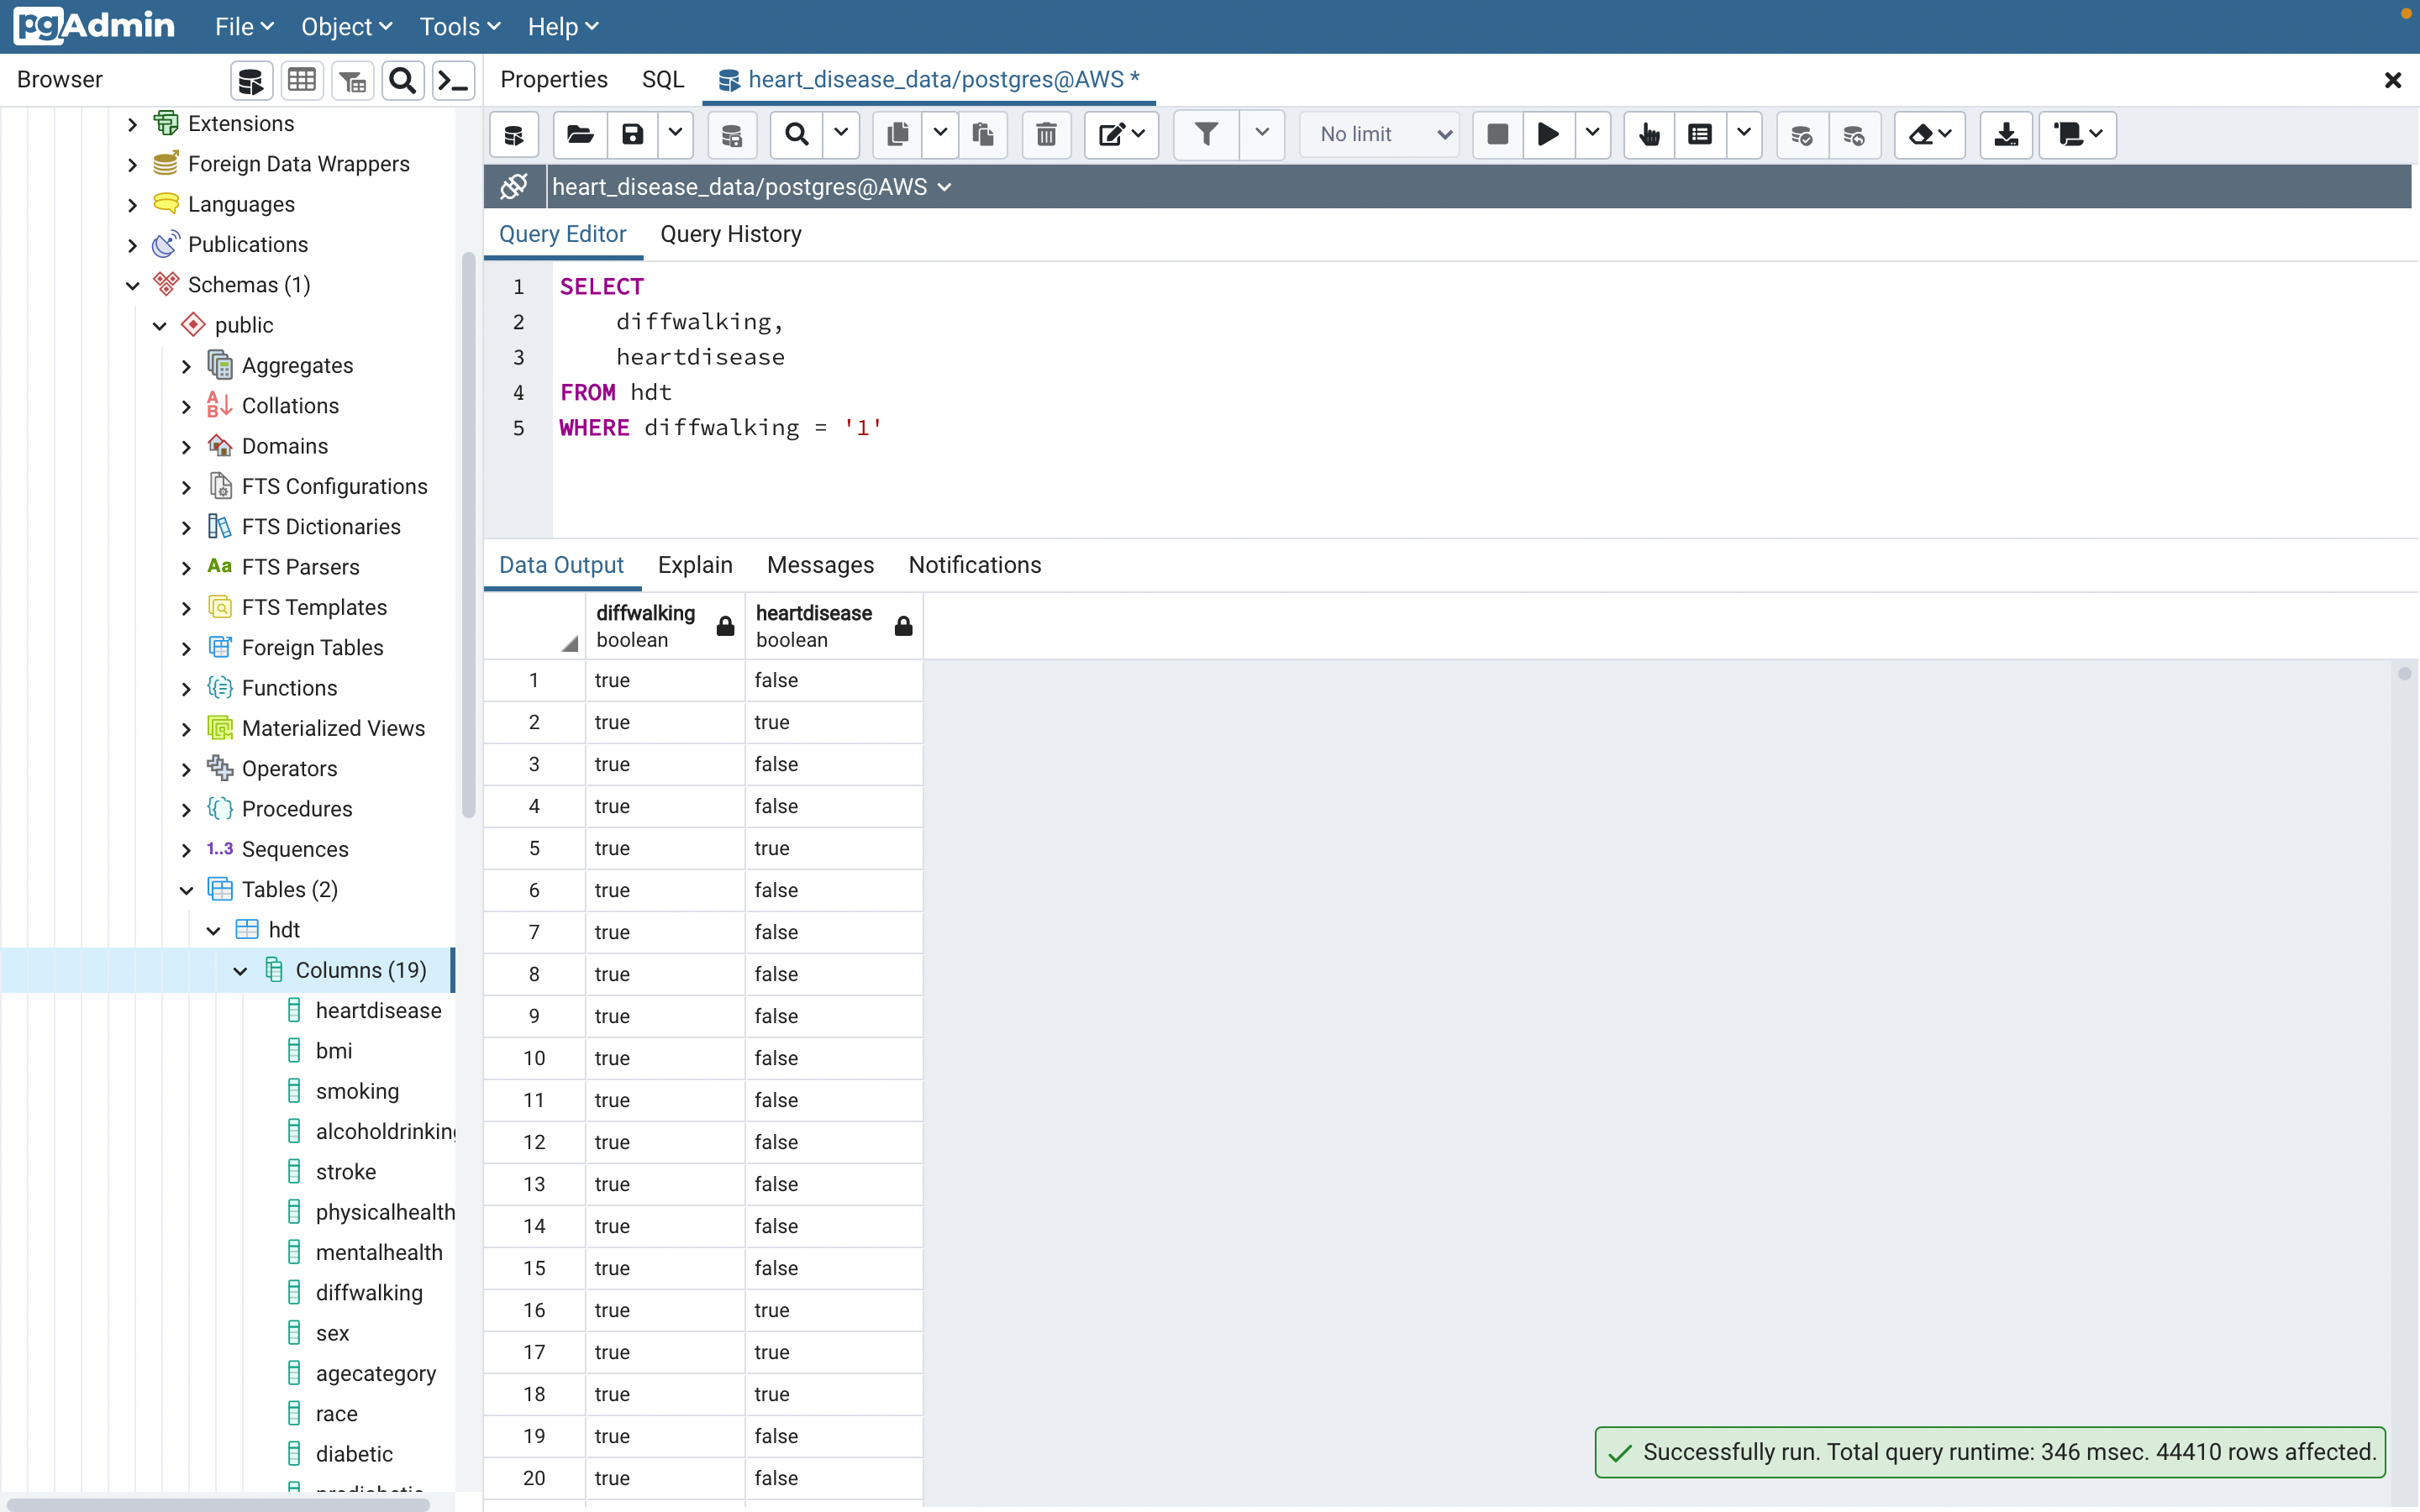 pgAdmin File Object Tools Help
Browser
Properties SQL heart_disease_data/postgres@AWS *
Extensions
Foreign Data Wrappers
Languages
Publications
Schemas (1)
public
Aggregates
Collations
Domains
FTS Configurations
FTS Dictionaries
Aa FTS Parsers
FTS Templates
Foreign Tables
Functions
Materialized Views
Operators
Procedures
1..3 Sequences
Tables (2)
hdt
Columns (19)
heartdisease
bmi
smoking
alcoholdrinking
stroke
physicalhealth
mentalhealth
diffwalking
sex
agecategory
race
diabetic
No limit
heart_disease_data/postgres@AWS
Query Editor Query History
1 SELECT
2 diffwalking,
3 heartdisease
4 FROM hdt
5 WHERE diffwalking = '1'
Data Output Explain Messages Notifications
diffwalking heartdisease
boolean boolean
1 true false
2 true true
3 true false
4 true false
5 true true
6 true false
7 true false
8 true false
9 true false
10 true false
11 true false
12 true false
13 true false
14 true false
15 true false
16 true true
17 true true
18 true true
19 true false
20 true false
Successfully run. Total query runtime: 346 msec. 44410 rows affected.